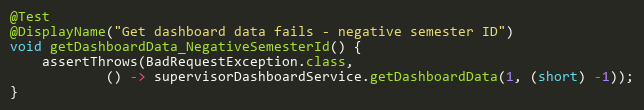 @Test
@DisplayName("Get dashboard data fails - negative semester ID")
void getDashboardData_NegativeSemesterId() {
    assertThrows(BadRequestException.class,
            () -> supervisorDashboardService.getDashboardData(1, (short) -1));
}